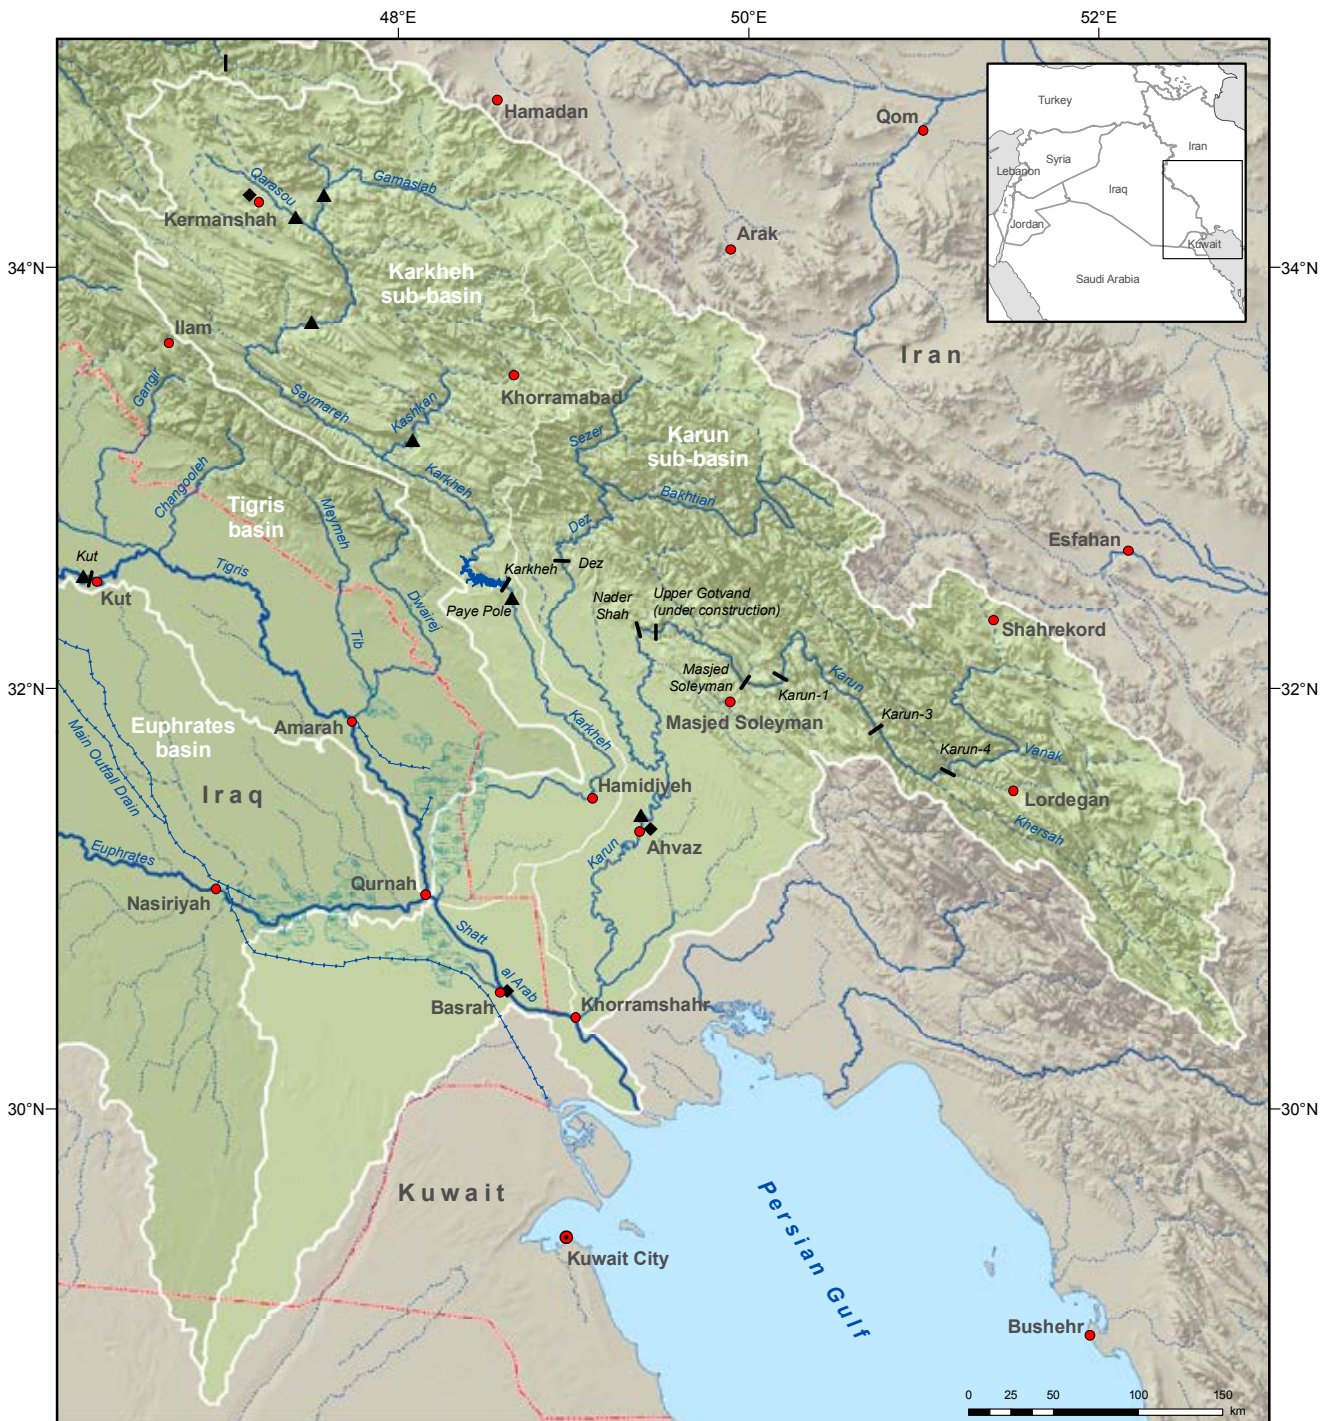 48°E
50°E
52°E
Hamadan
Qom
Turkey
Syria
Iran
Lebanon
Iraq
Jordan
Kuwait
Saudi Arabia
Qarasou
Gamasiab
Kermanshah
Arak
34°N
34°N
Karkheh
sub-basin
Ilam
Iran
Gangir
Saymareh
Kashkan
Khorramabad
Sezer
Karun
sub-basin
Changooleh
Karkheh
Bakhtiari
Tigris
basin
Meymeh
Dez
Esfahan
Kut
Tigris
Karkheh
Dez
Kut
Paye Pole
Nader
Shah
Upper Gotvand
(under construction)
Dwairej
Tib
Shahrekord
Masjed
Soleyman
Karun
Karun-1
32°N
32°N
Euphrates
basin
Main Outfall Drain
Amarah
Karkheh
Masjed Soleyman
Karun-3
Karun-4
Vanak
Iraq
Hamidiyeh
Lordegan
Khersah
Euphrates
Karun
Ahvaz
Qurnah
Nasiriyah
Shatt
al Arab
Basrah
Khorramshahr
30°N
30°N
Kuwait
Persian Gulf
Kuwait City
Bushehr
0 25 50 100 150
km